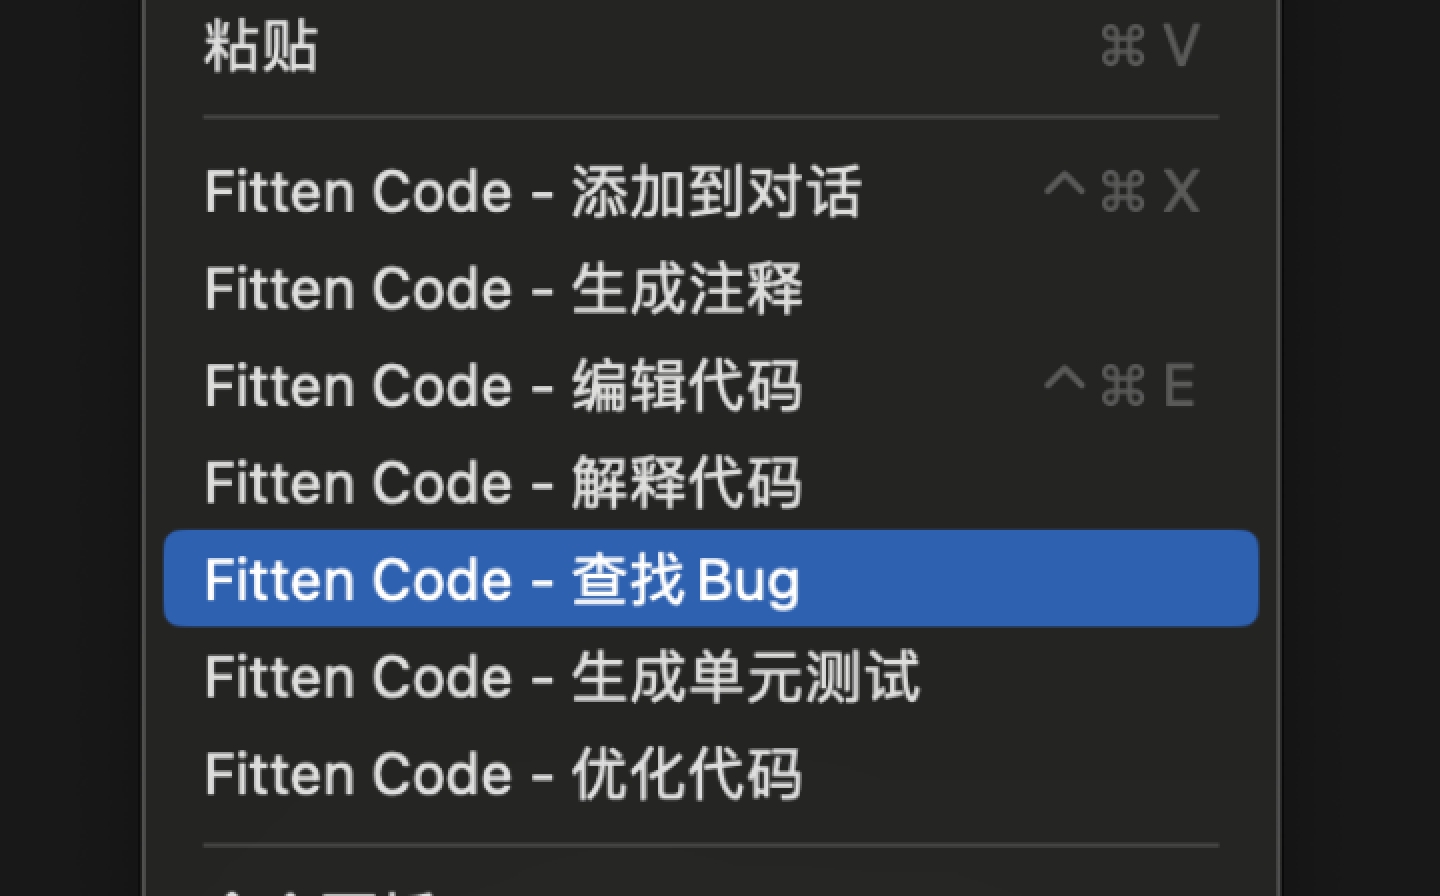 粘贴 ⌘ V
Fitten Code - 添加到对话 ^ ⌘ X
Fitten Code - 生成注释
Fitten Code - 编辑代码 ^ ⌘ E
Fitten Code - 解释代码
Fitten Code - 查找 Bug
Fitten Code - 生成单元测试
Fitten Code - 优化代码